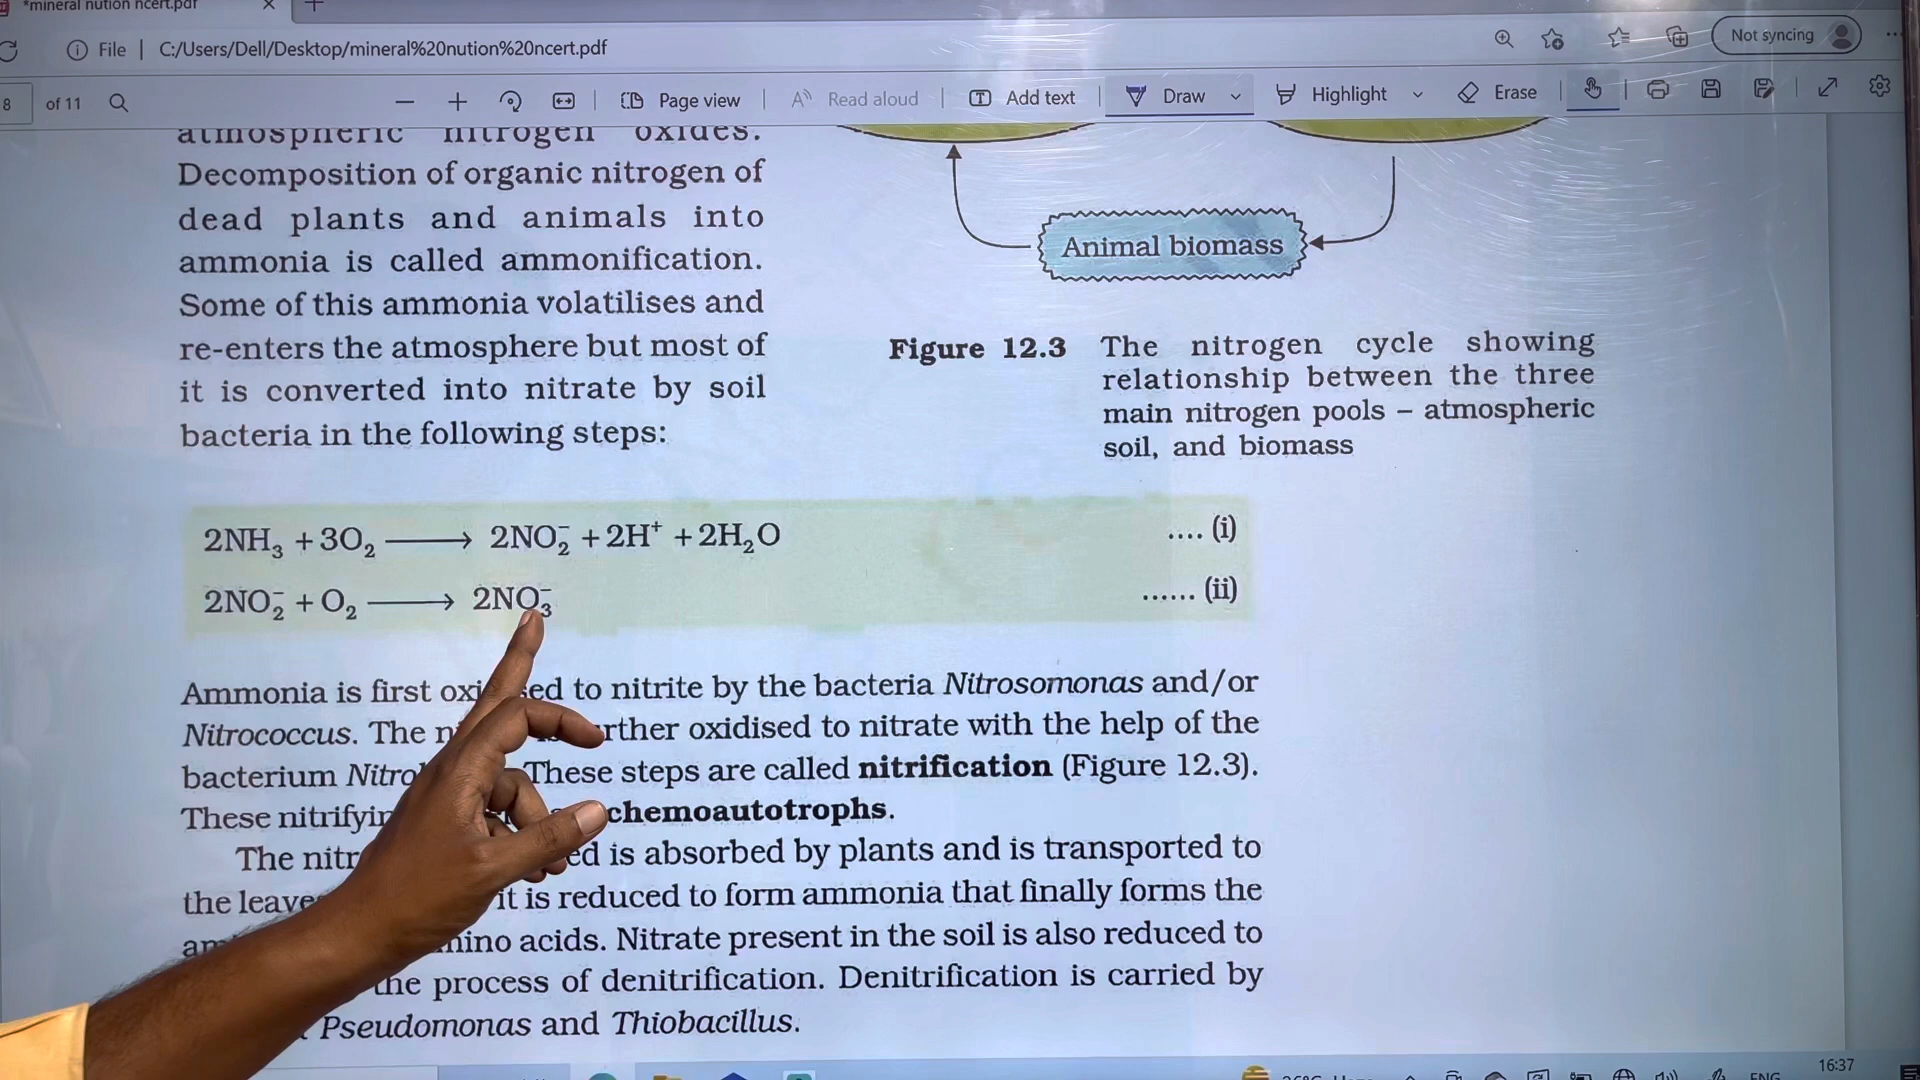 *mineral nution ncert.pdf
File | C:/Users/Dell/Desktop/mineral%20nution%20ncert.pdf
Not syncing
8 of 11
Page view
Read aloud
Add text
Draw
Highlight
Erase
atmospheric nitrogen oxides.
Decomposition of organic nitrogen of
dead plants and animals into
ammonia is called ammonification.
Some of this ammonia volatilises and
re-enters the atmosphere but most of
it is converted into nitrate by soil
bacteria in the following steps:
Animal biomass
Figure 12.3 The nitrogen cycle showing
relationship between the three
main nitrogen pools – atmospheric
soil, and biomass
2NH₃ + 3O₂ ⟶ 2NO₂⁻ + 2H⁺ + 2H₂O .... (i)
2NO₂⁻ + O₂ ⟶ 2NO₃⁻ ...... (ii)
Ammonia is first ed to nitrite by the bacteria Nitrosomonas and/or
Nitrococcus. The rther oxidised to nitrate with the help of the
bacterium These steps are called nitrification (Figure 12.3).
These chemoautotrophs.
The ed is absorbed by plants and is transported to
the it is reduced to form ammonia that finally forms the
acids. Nitrate present in the soil is also reduced to
the process of denitrification. Denitrification is carried by
Pseudomonas and Thiobacillus.
16:37
ENG